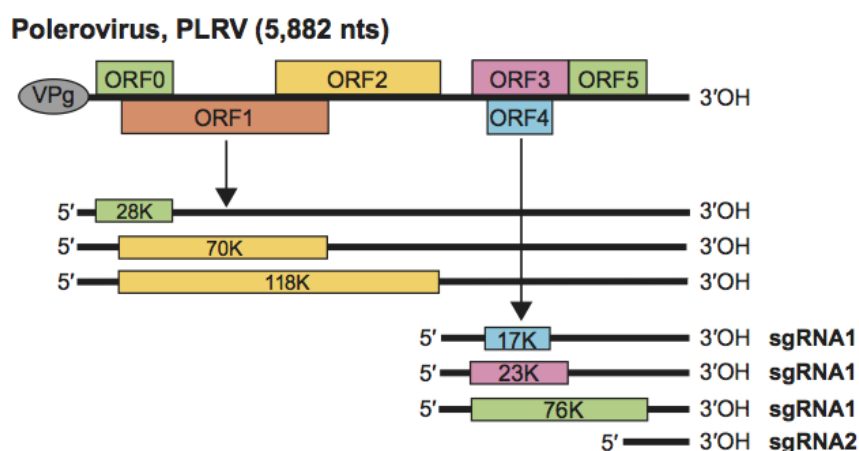 Polerovirus, PLRV (5,882 nts)
ORF0 ORF2 ORF3 ORF5
VPg 3′OH
ORF1 ORF4
5′ 28K 3′OH
5′ 70K 3′OH
5′ 118K 3′OH
5′ 17K 3′OH sgRNA1
5′ 23K 3′OH sgRNA1
5′ 76K 3′OH sgRNA1
5′ 3′OH sgRNA2